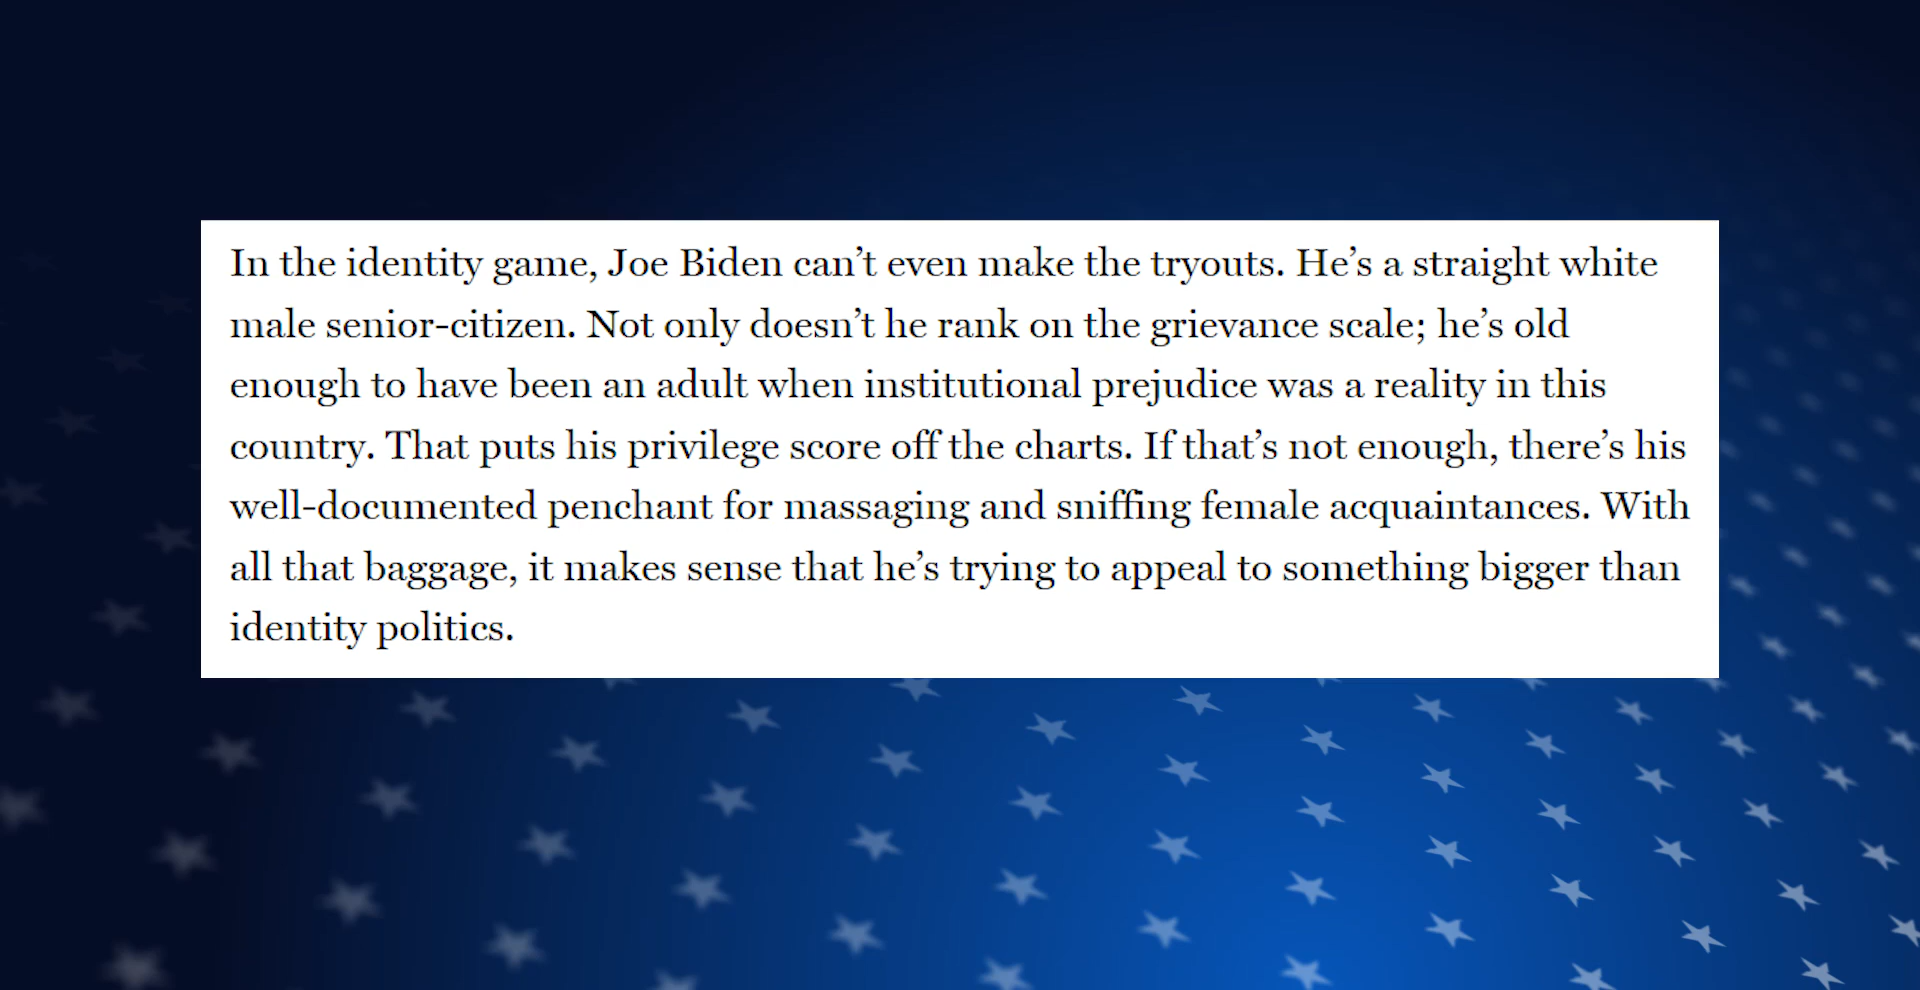 In the identity game, Joe Biden can’t even make the tryouts. He’s a straight white
male senior-citizen. Not only doesn’t he rank on the grievance scale; he’s old
enough to have been an adult when institutional prejudice was a reality in this
country. That puts his privilege score off the charts. If that’s not enough, there’s his
well-documented penchant for massaging and sniffing female acquaintances. With
all that baggage, it makes sense that he’s trying to appeal to something bigger than
identity politics.